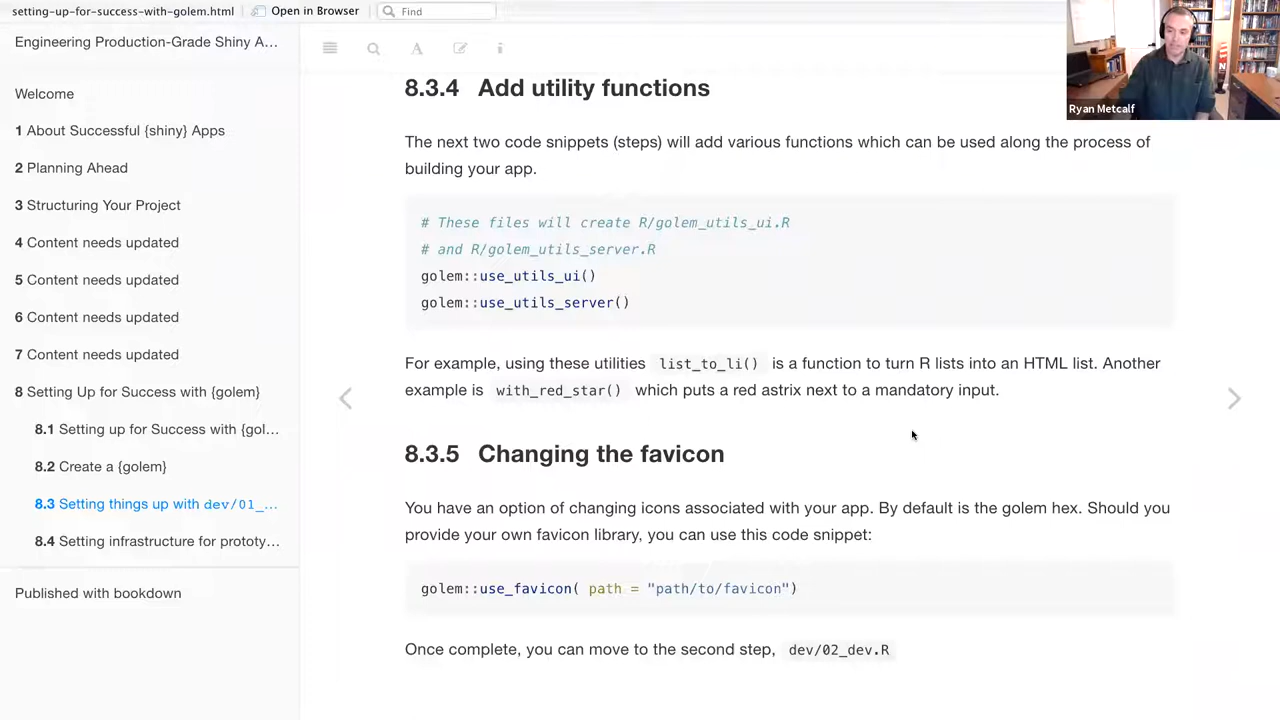 setting-up-for-success-with-golem.html
Open in Browser
Find
Engineering Production-Grade Shiny A...
Welcome
1 About Successful {shiny} Apps
2 Planning Ahead
3 Structuring Your Project
4 Content needs updated
5 Content needs updated
6 Content needs updated
7 Content needs updated
8 Setting Up for Success with {golem}
8.1 Setting up for Success with {gol...
8.2 Create a {golem}
8.3 Setting things up with dev/01_...
8.4 Setting infrastructure for prototy...
Published with bookdown
Ryan Metcalf
8.3.4 Add utility functions
The next two code snippets (steps) will add various functions which can be used along the process of
building your app.
# These files will create R/golem_utils_ui.R
# and R/golem_utils_server.R
golem::use_utils_ui()
golem::use_utils_server()
For example, using these utilities list_to_li() is a function to turn R lists into an HTML list. Another
example is with_red_star() which puts a red astrix next to a mandatory input.
8.3.5 Changing the favicon
You have an option of changing icons associated with your app. By default is the golem hex. Should you
provide your own favicon library, you can use this code snippet:
golem::use_favicon( path = "path/to/favicon")
Once complete, you can move to the second step, dev/02_dev.R